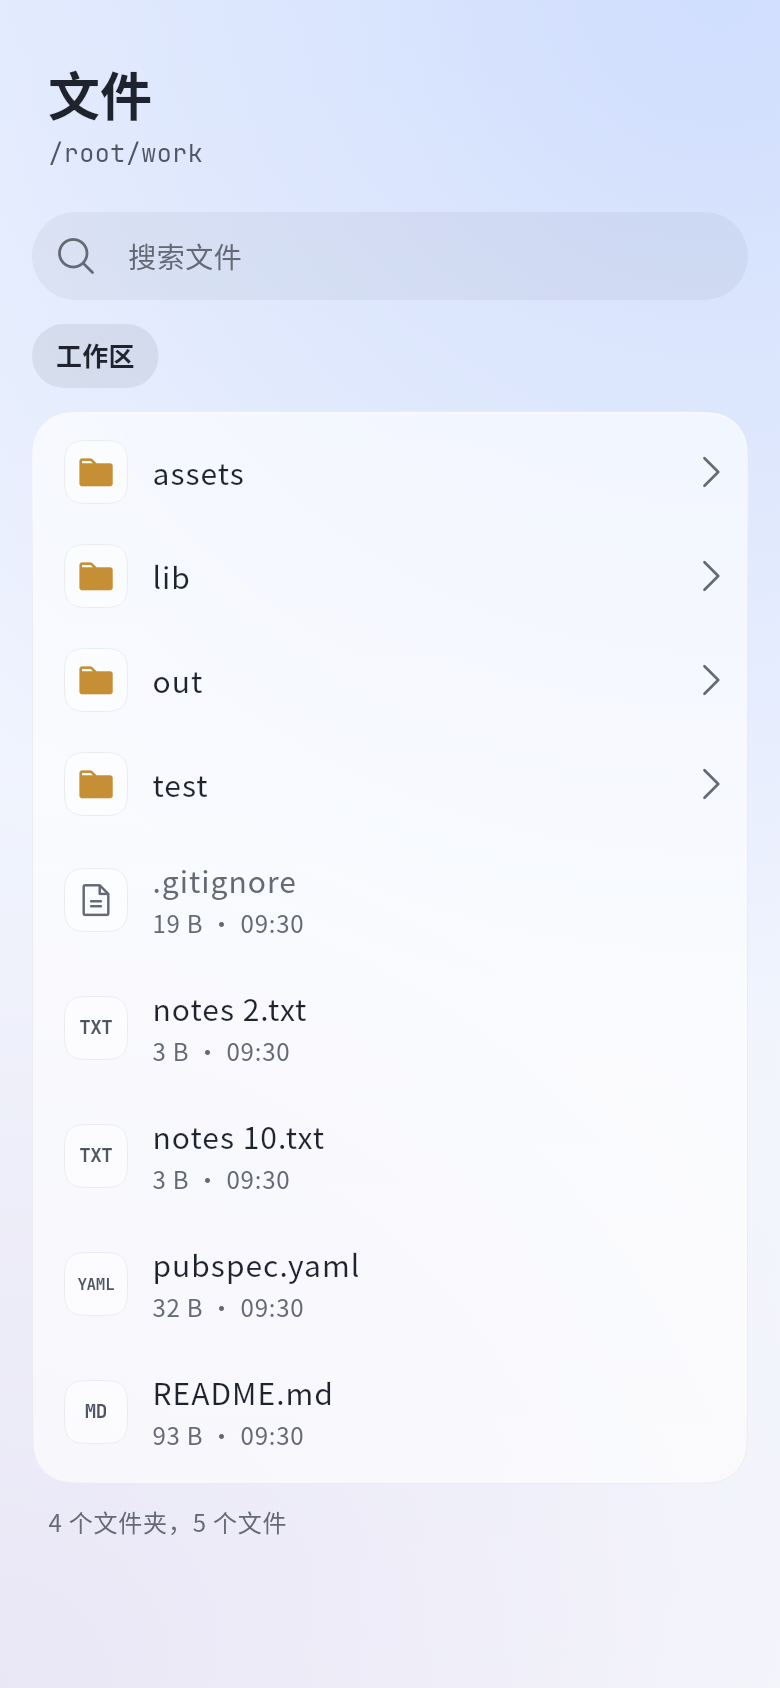 文件
/root/work
搜索文件
工作区
assets
lib
out
test
.gitignore
19 B • 09:30
TXT
notes 2.txt
3 B • 09:30
TXT
notes 10.txt
3 B • 09:30
YAML
pubspec.yaml
32 B • 09:30
MD
README.md
93 B • 09:30
4 个文件夹，5 个文件